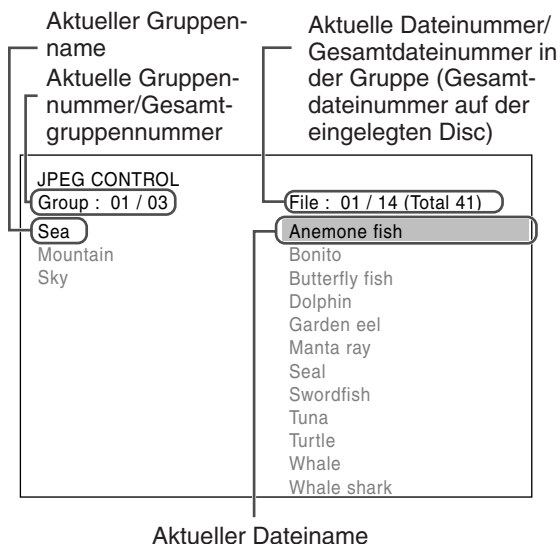 Aktueller Gruppen-
name
Aktuelle Gruppen-
nummer/Gesamt-
gruppennummer
Aktuelle Dateinummer/
Gesamtdateinummer in
der Gruppe (Gesamt-
dateinummer auf der
eingelegten Disc)
JPEG CONTROL
Group : 01 / 03
Sea
Mountain
Sky
File : 01 / 14 (Total 41)
Anemone fish
Bonito
Butterfly fish
Dolphin
Garden eel
Manta ray
Seal
Swordfish
Tuna
Turtle
Whale
Whale shark
Aktueller Dateiname